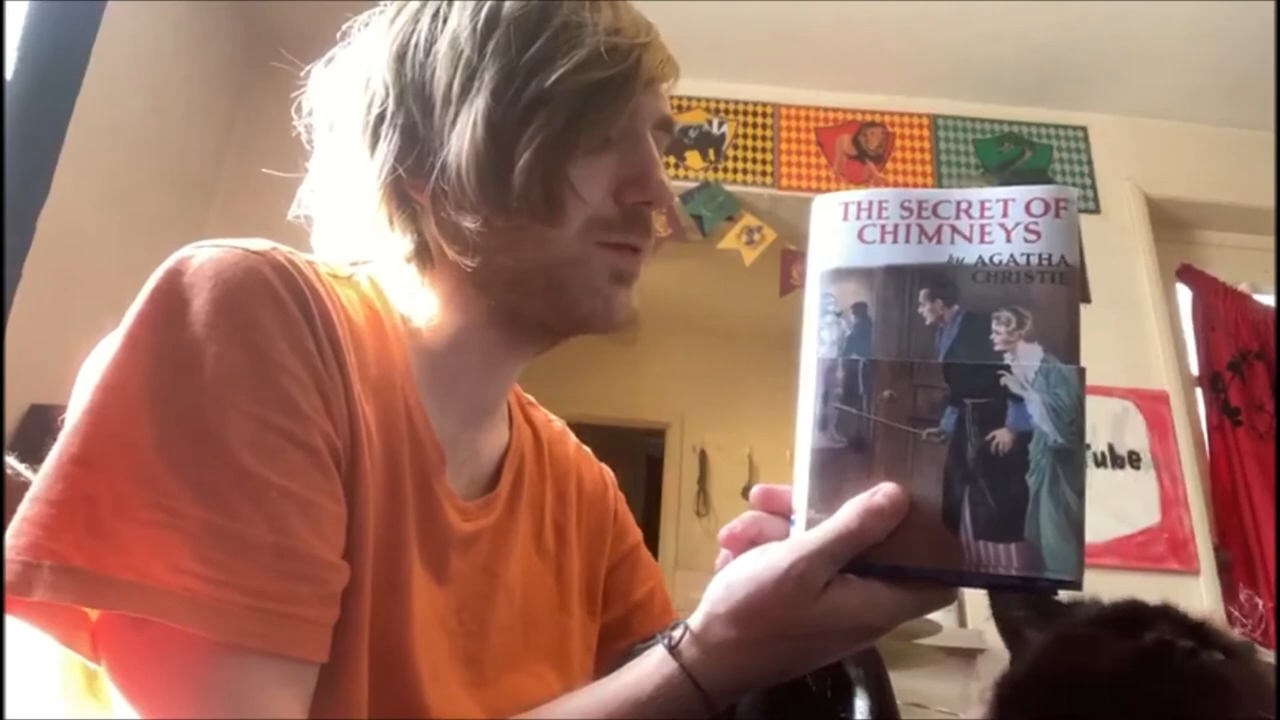 THE SECRET OF
CHIMNEYS
by AGATHA
CHRISTIE
Tube